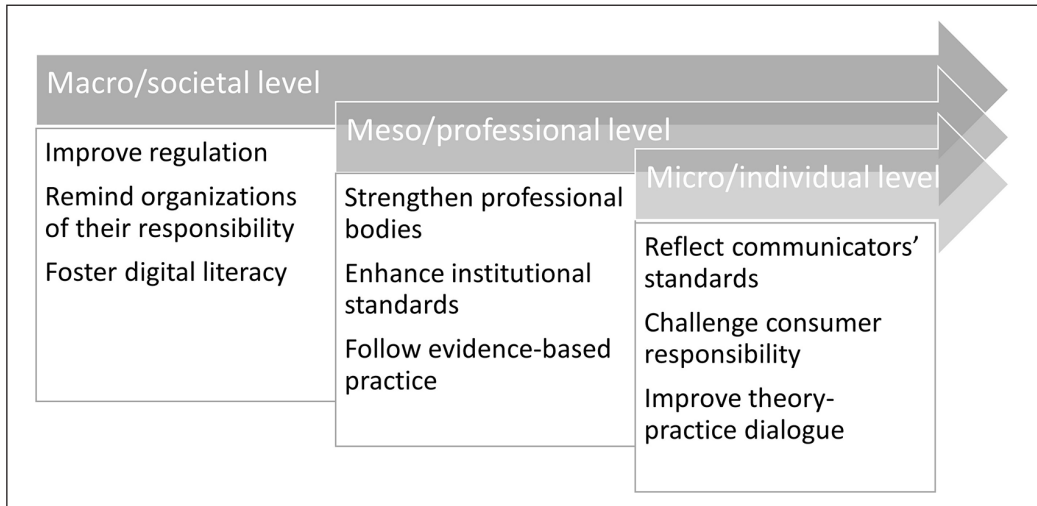 Macro/societal level
Improve regulation
Remind organizations
of their responsibility
Foster digital literacy
Meso/professional level
Strengthen professional
bodies
Enhance institutional
standards
Follow evidence-based
practice
Micro/individual level
Reflect communicators’
standards
Challenge consumer
responsibility
Improve theory-
practice dialogue